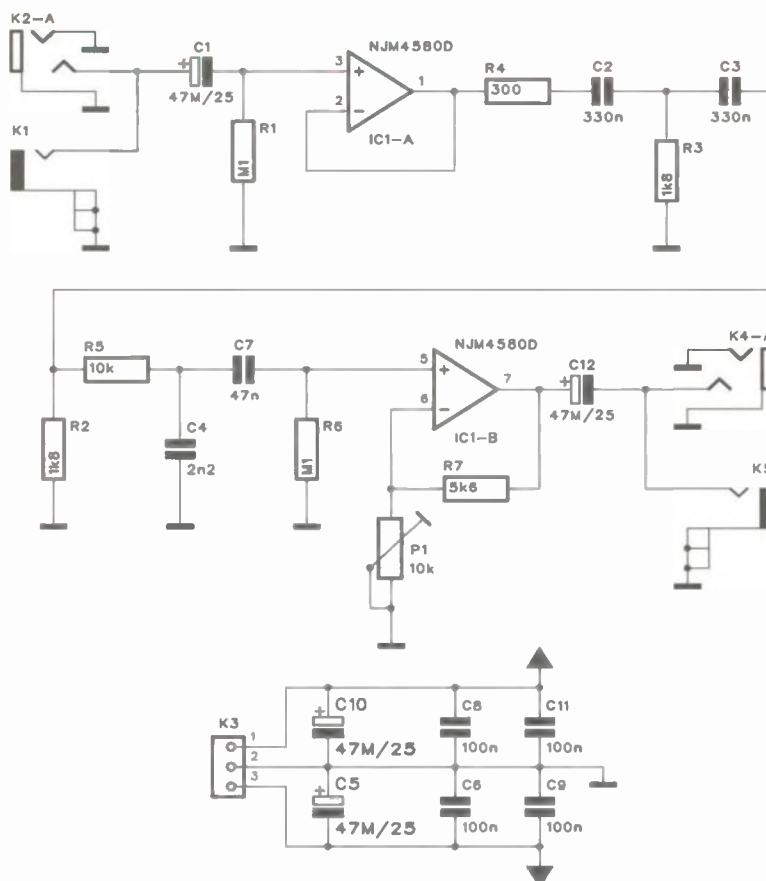 K2-A
C1
+
47M/25
K1
R1
M1
NJM4580D
3
+
1
2
−
IC1-A
R4
300
C2
330n
C3
330n
R3
1k8
R5
10k
C7
47n
R2
1k8
C4
2n2
R6
M1
NJM4580D
5
+
7
6
−
IC1-B
R7
5k6
P1
10k
C12
+
47M/25
K4-A
K5
K3
1
2
3
+
C10
47M/25
C8
100n
C11
100n
+
C5
47M/25
C6
100n
C9
100n